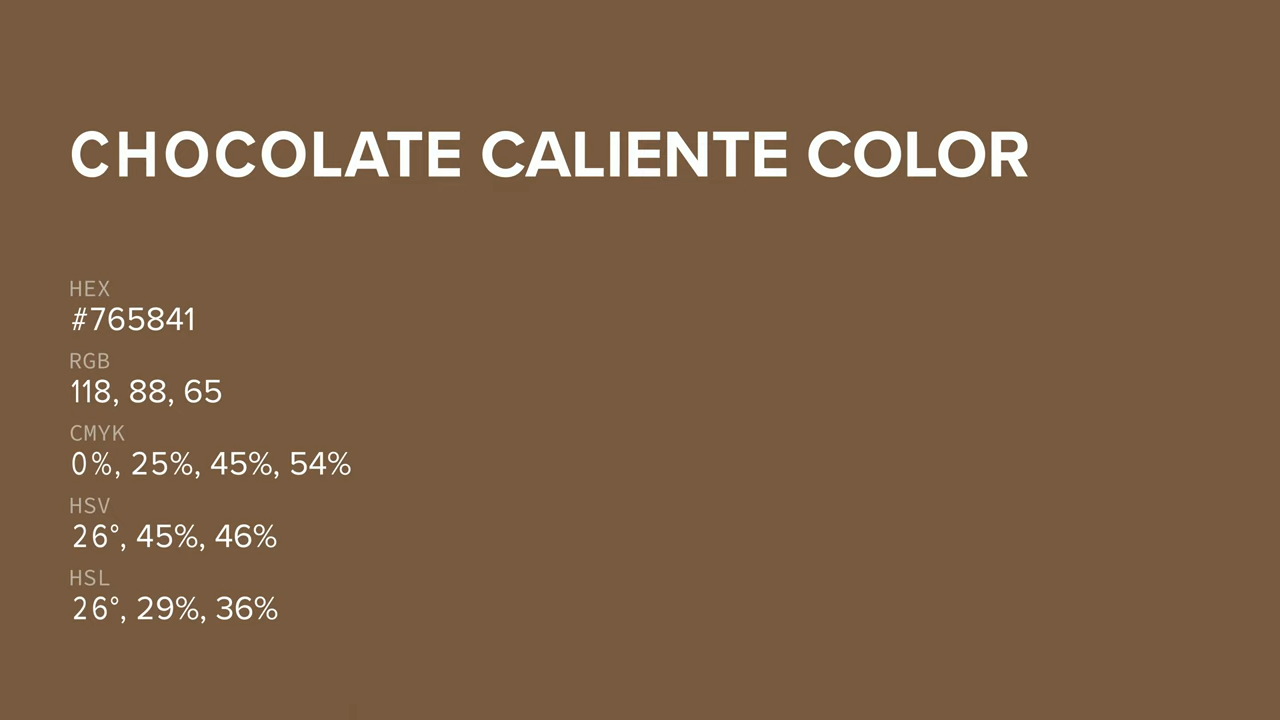 CHOCOLATE CALIENTE COLOR
HEX
#765841
RGB
118, 88, 65
CMYK
0%, 25%, 45%, 54%
HSV
26°, 45%, 46%
HSL
26°, 29%, 36%